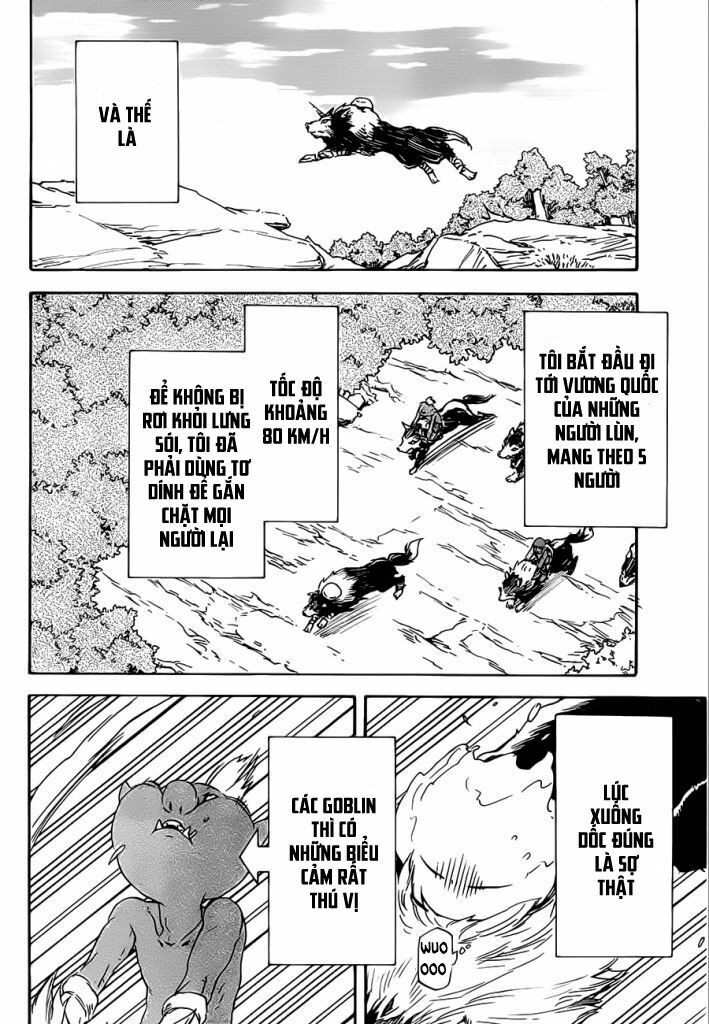 VÀ THẾ
LÀ
TÔI BẮT ĐẦU ĐI
TỚI VƯƠNG QUỐC
CỦA NHỮNG
NGƯỜI LÙN,
MANG THEO 5
NGƯỜI
TỐC ĐỘ
KHOẢNG
80 KM/H
ĐỂ KHÔNG BỊ
RƠI KHỎI LƯNG
SÓI, TÔI ĐÃ
PHẢI DÙNG TƠ
DÍNH ĐỂ GẮN
CHẶT MỌI
NGƯỜI LẠI
LÚC
XUỐNG
DỐC ĐÚNG
LÀ SỢ
THẬT
WUO
OOO
CÁC GOBLIN
THÌ CÓ
NHỮNG BIỂU
CẢM RẤT
THÚ VỊ